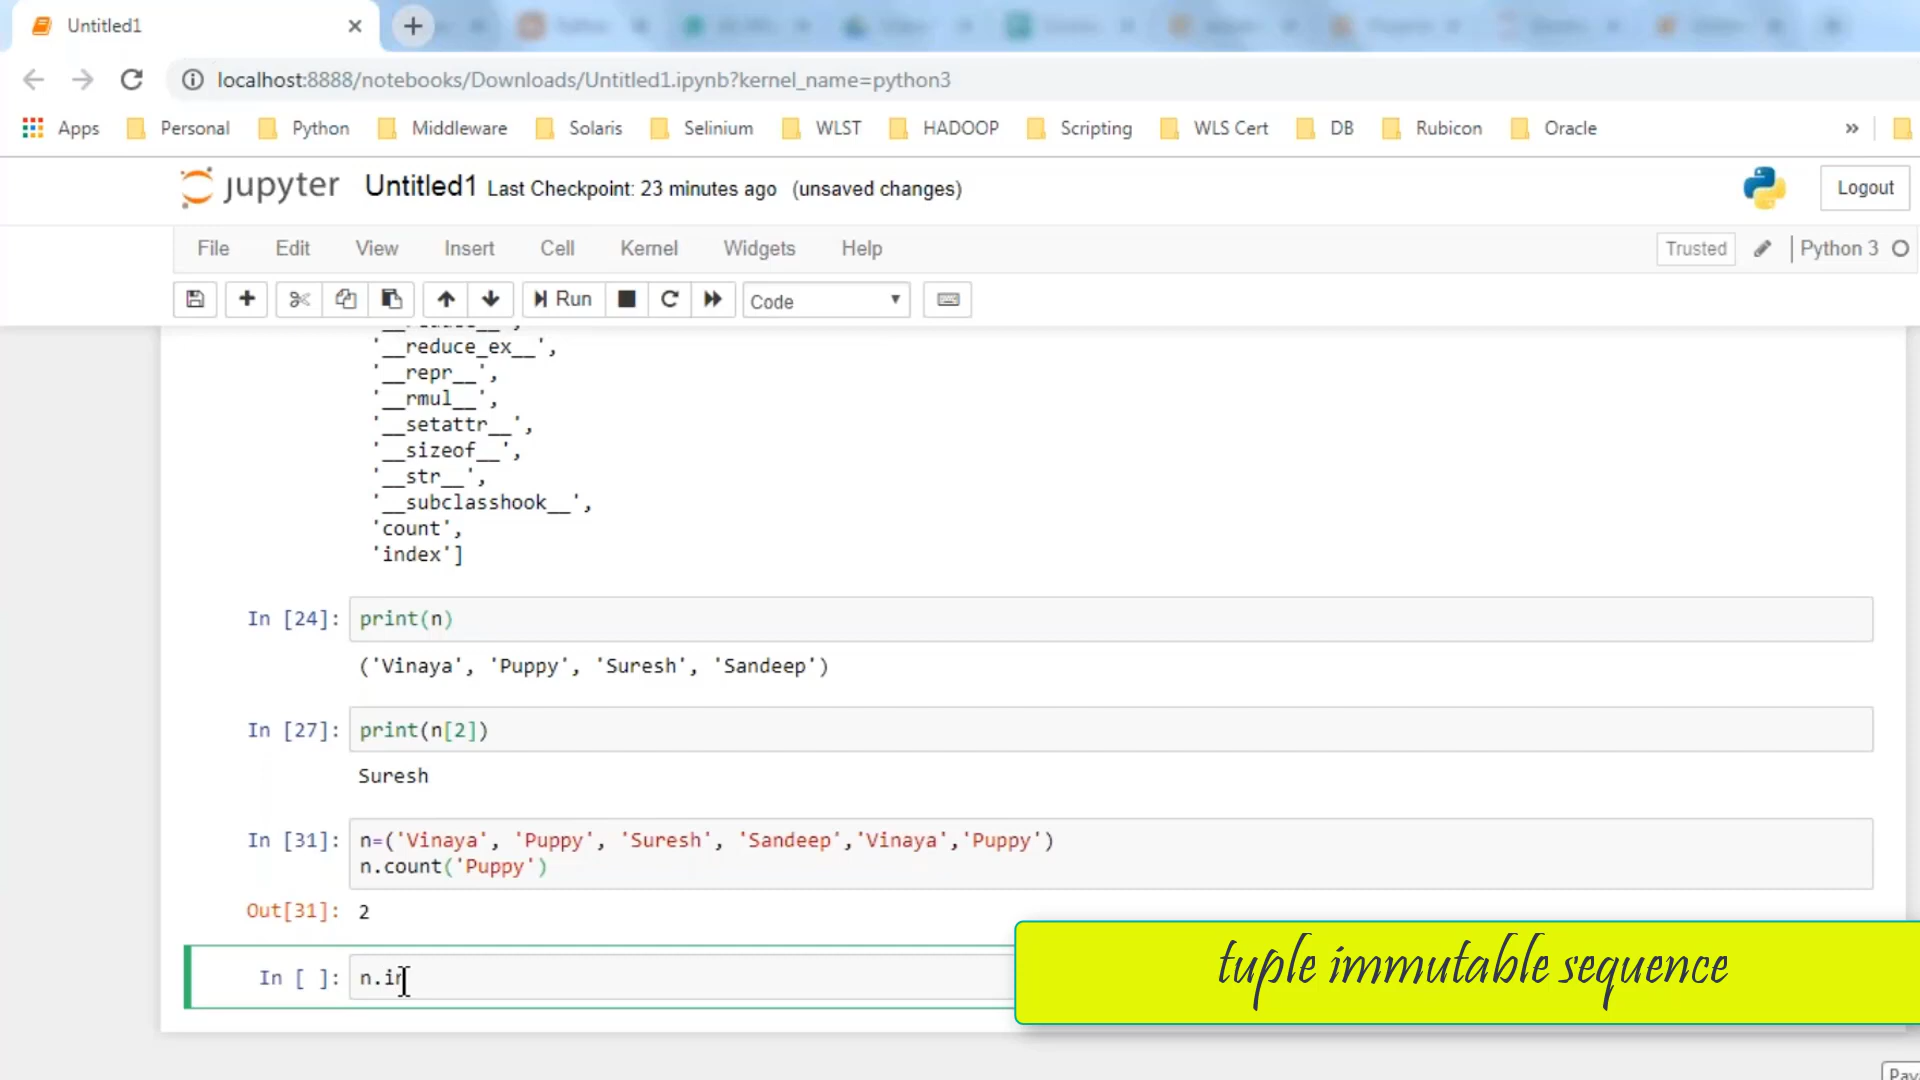 Untitled1
localhost:8888/notebooks/Downloads/Untitled1.ipynb?kernel_name=python3
Apps Personal Python Middleware Solaris Selinium WLST HADOOP Scripting WLS Cert DB Rubicon Oracle »
jupyter Untitled1 Last Checkpoint: 23 minutes ago (unsaved changes) Logout
File Edit View Insert Cell Kernel Widgets Help Trusted Python 3
Run Code
'__reduce_ex__',
'__repr__',
'__rmul__',
'__setattr__',
'__sizeof__',
'__str__',
'__subclasshook__',
'count',
'index']
In [24]: print(n)
('Vinaya', 'Puppy', 'Suresh', 'Sandeep')
In [27]: print(n[2])
Suresh
In [31]: n=('Vinaya', 'Puppy', 'Suresh', 'Sandeep','Vinaya','Puppy')
n.count('Puppy')
Out[31]: 2
In [ ]: n.in
tuple immutable sequence